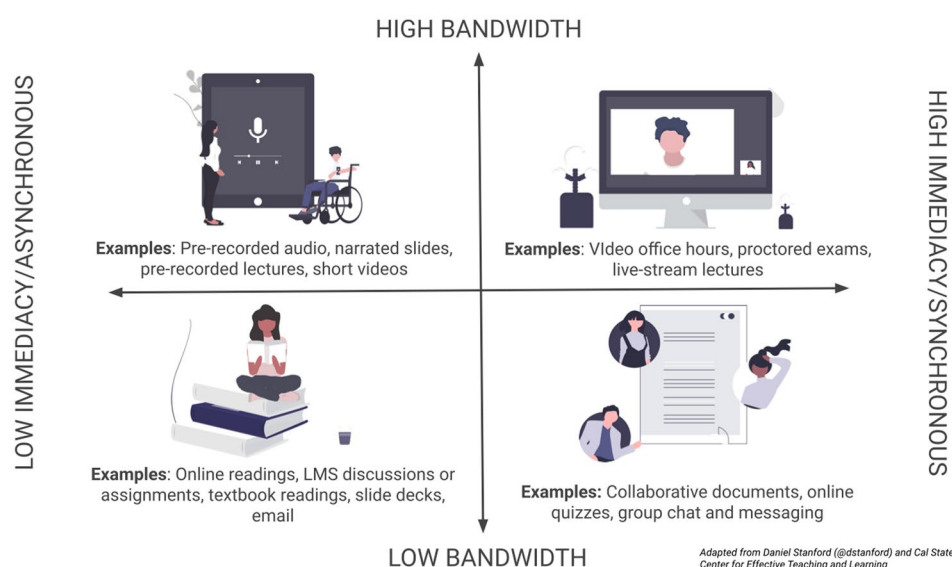 HIGH BANDWIDTH
LOW IMMEDIACY/ASYNCHRONOUS
HIGH IMMEDIACY/SYNCHRONOUS
Examples: Pre-recorded audio, narrated slides,
pre-recorded lectures, short videos
Examples: VIdeo office hours, proctored exams,
live-stream lectures
Examples: Online readings, LMS discussions or
assignments, textbook readings, slide decks,
email
Examples: Collaborative documents, online
quizzes, group chat and messaging
LOW BANDWIDTH
Adapted from Daniel Stanford (@dstanford) and Cal State
Center for Effective Teaching and Learning